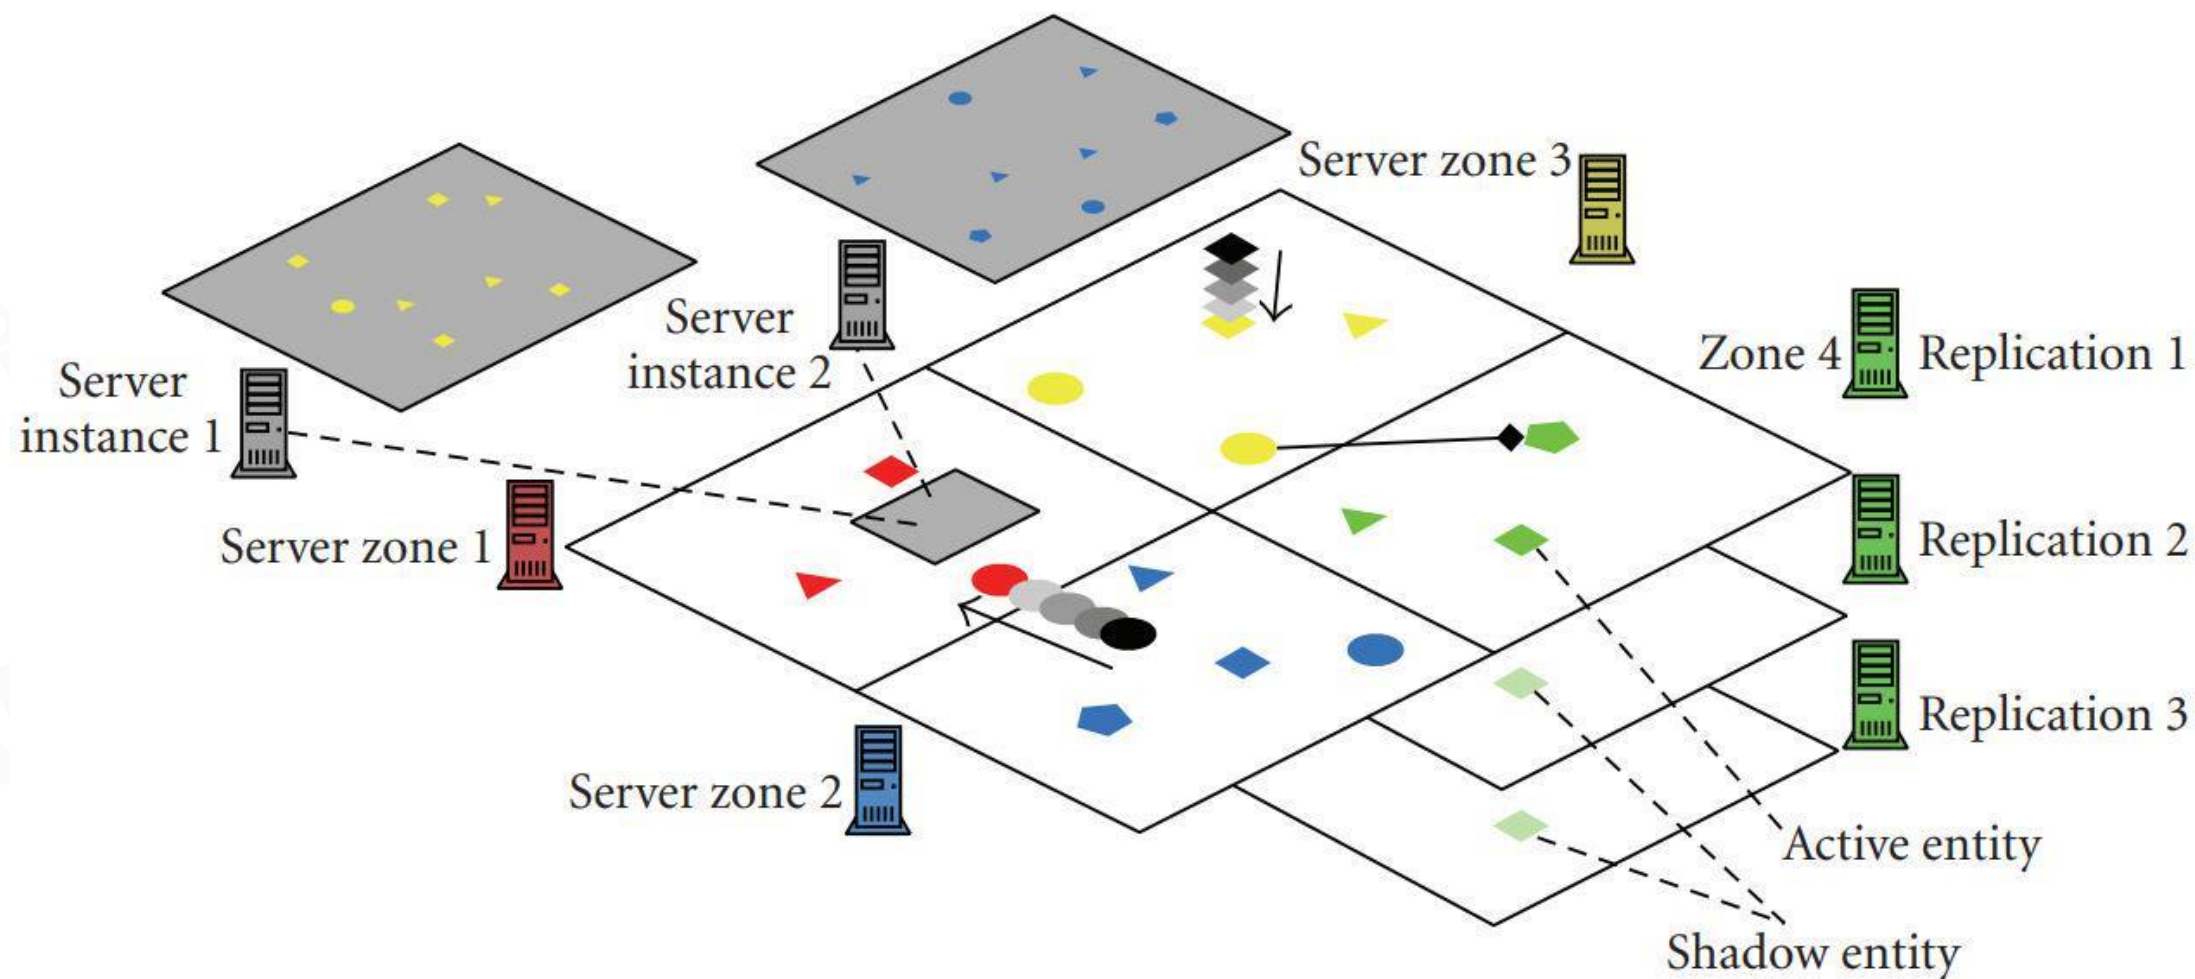 Server zone 3
Server
instance 2
Zone 4
Replication 1
Server
instance 1
Server zone 1
Replication 2
Replication 3
Server zone 2
Active entity
Shadow entity